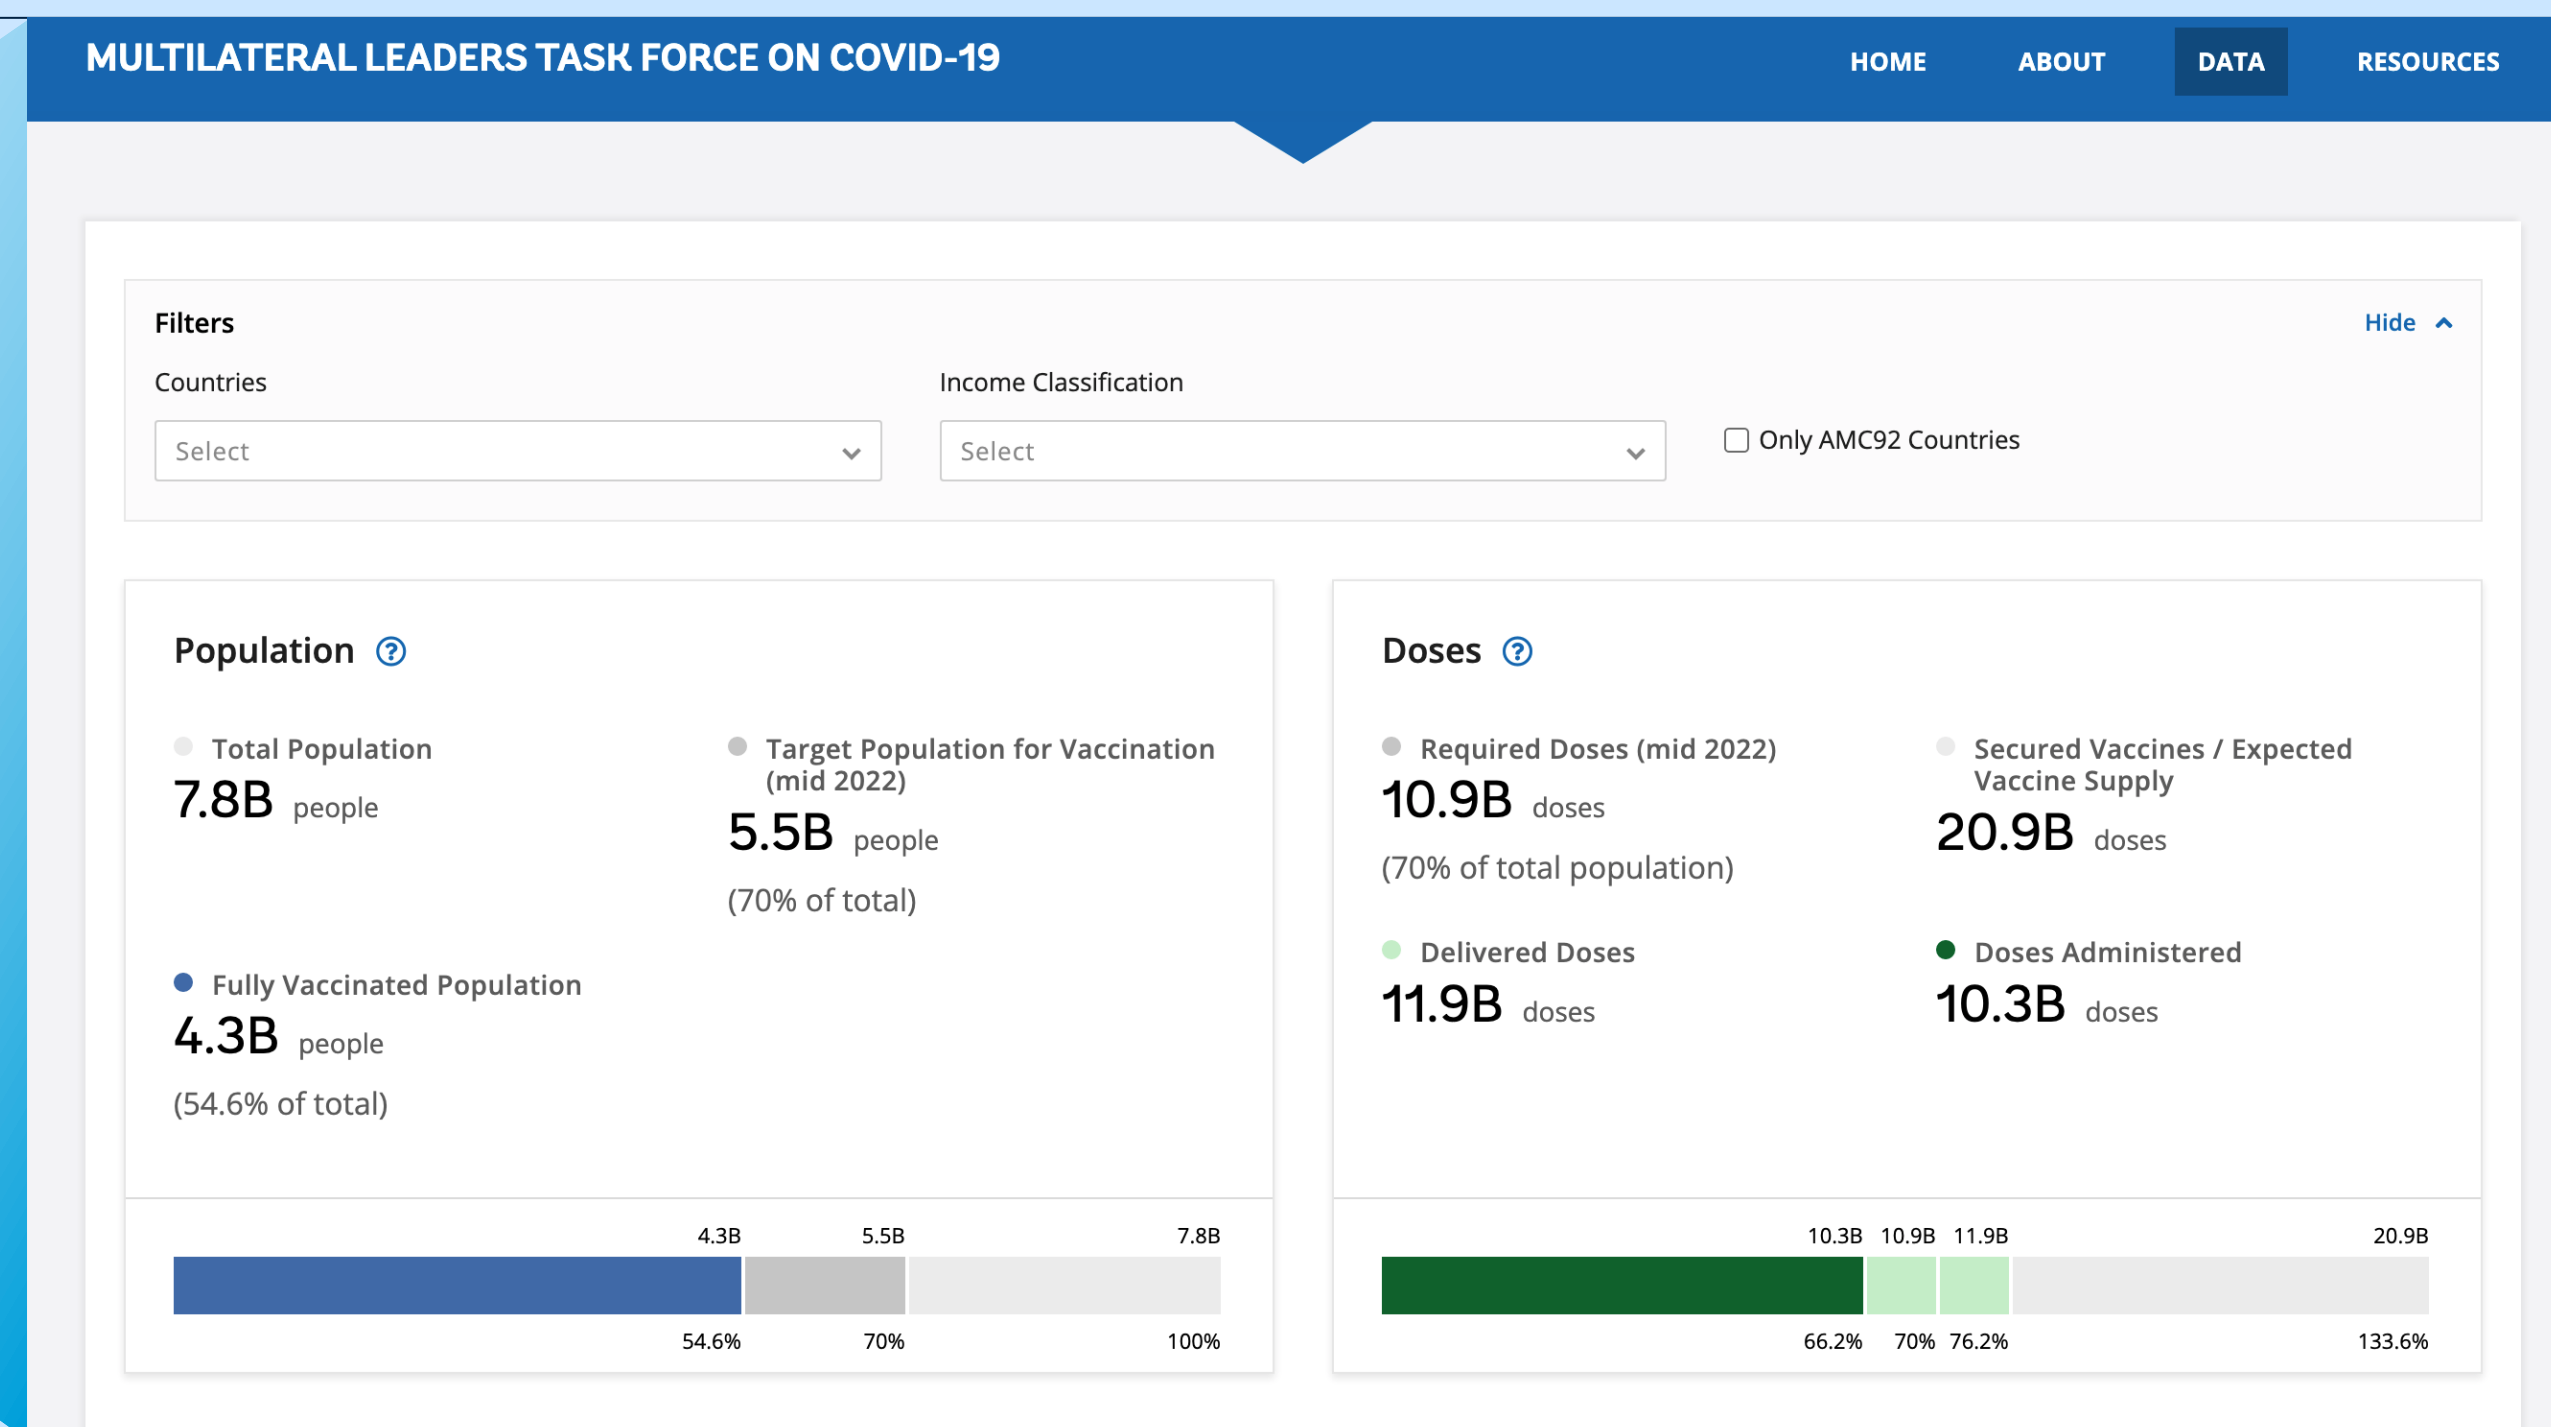 MULTILATERAL LEADERS TASK FORCE ON COVID-19
HOME
ABOUT
DATA
RESOURCES
Filters
Hide
Countries
Income Classification
Select
Select
Only AMC92 Countries
Population ?
Total Population
7.8B people
Target Population for Vaccination
(mid 2022)
5.5B people
(70% of total)
Fully Vaccinated Population
4.3B people
(54.6% of total)
4.3B
5.5B
7.8B
54.6%
70%
100%
Doses ?
Required Doses (mid 2022)
10.9B doses
(70% of total population)
Secured Vaccines / Expected
Vaccine Supply
20.9B doses
Delivered Doses
11.9B doses
Doses Administered
10.3B doses
10.3B
10.9B
11.9B
20.9B
66.2%
70%
76.2%
133.6%